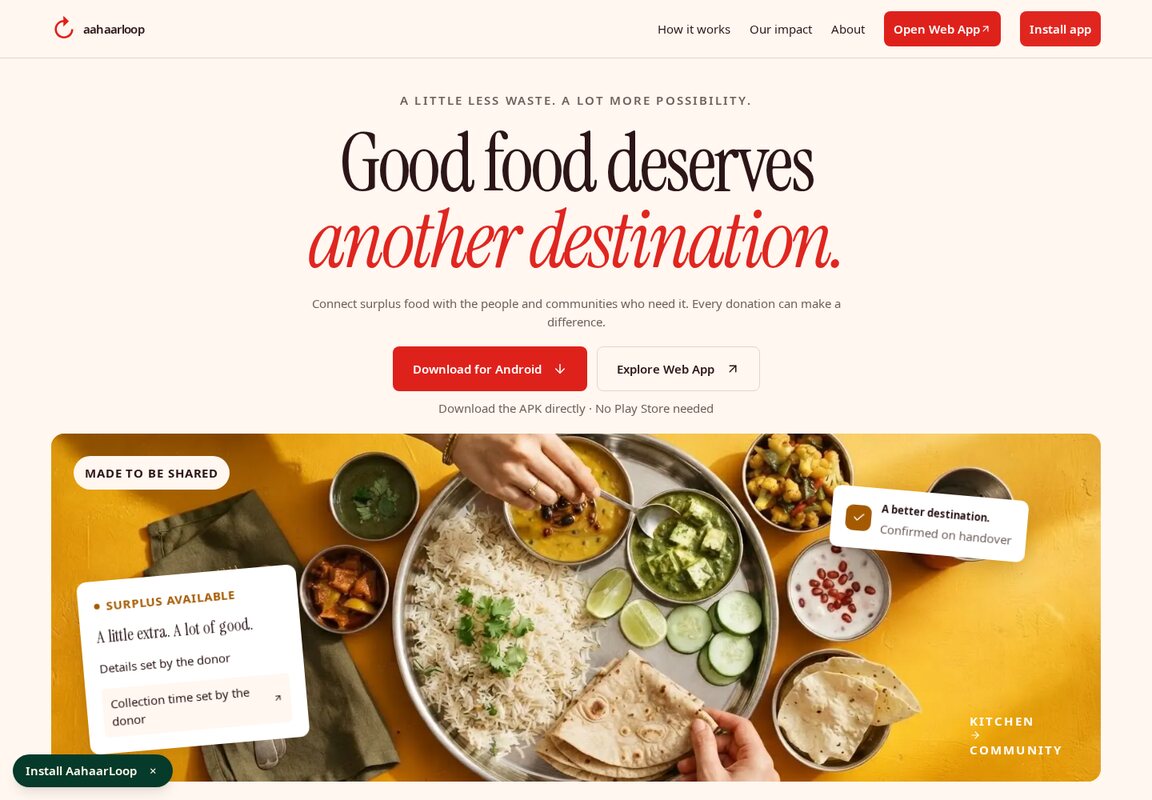 aahaarloop
How it works
Our impact
About
Open Web App↗
Install app
A LITTLE LESS WASTE. A LOT MORE POSSIBILITY.
Good food deserves
another destination.
Connect surplus food with the people and communities who need it. Every donation can make a
difference.
Download for Android ↓
Explore Web App ↗
Download the APK directly · No Play Store needed
MADE TO BE SHARED
A better destination.
Confirmed on handover
SURPLUS AVAILABLE
A little extra. A lot of good.
Details set by the donor
Collection time set by the
donor ↗
KITCHEN
→
COMMUNITY
Install AahaarLoop ×